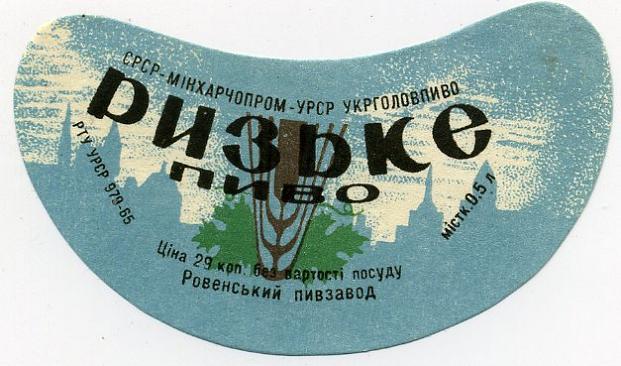 СРСР-МІНХАРЧОПРОМ-УРСР УКРГОЛОВПИВО
РИЗЬКЕ
ПИВО
РТУ УРСР 979-65
містк. 0.5 л
Ціна 29 коп. без вартості посуду
Ровенський пивзавод